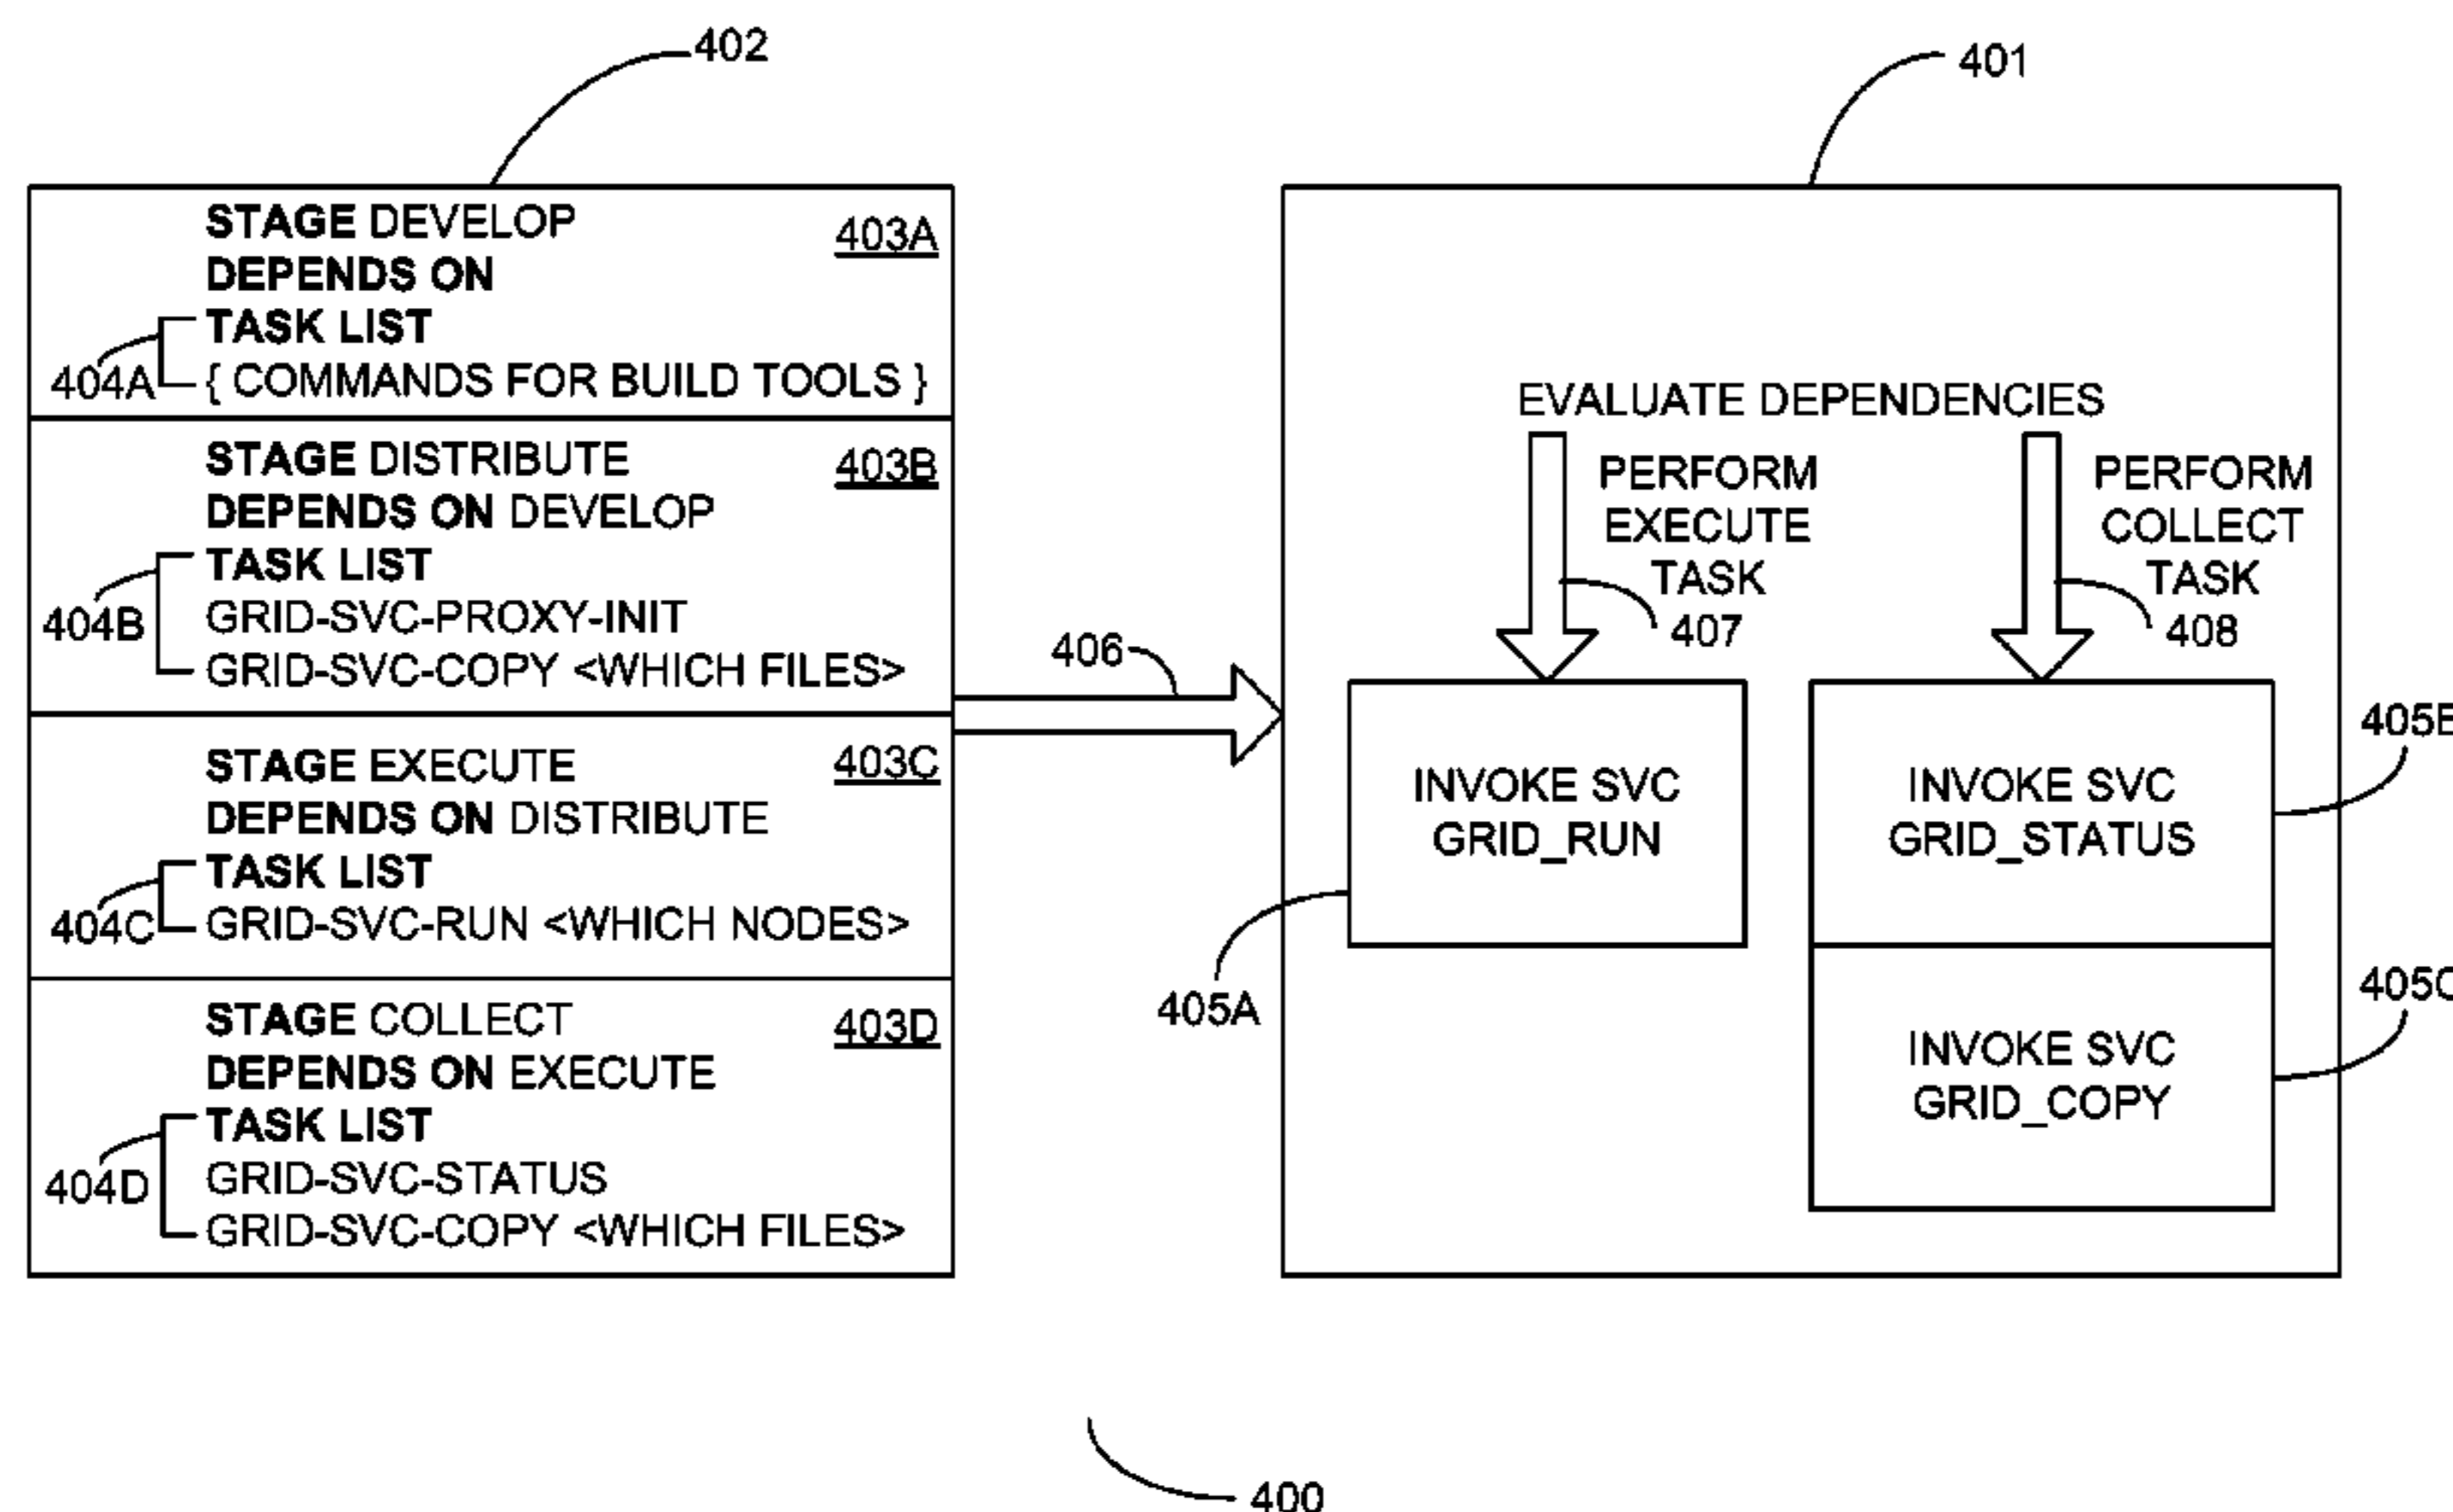 402
401
STAGE DEVELOP 403A
DEPENDS ON
TASK LIST
404A { COMMANDS FOR BUILD TOOLS }
STAGE DISTRIBUTE 403B
DEPENDS ON DEVELOP
TASK LIST
404B GRID-SVC-PROXY-INIT
GRID-SVC-COPY <WHICH FILES>
STAGE EXECUTE 403C
DEPENDS ON DISTRIBUTE
TASK LIST
404C GRID-SVC-RUN <WHICH NODES>
STAGE COLLECT 403D
DEPENDS ON EXECUTE
TASK LIST
404D GRID-SVC-STATUS
GRID-SVC-COPY <WHICH FILES>
406
EVALUATE DEPENDENCIES
PERFORM
EXECUTE
TASK
407
PERFORM
COLLECT
TASK
408
INVOKE SVC
GRID_RUN
405A
INVOKE SVC
GRID_STATUS
405B
INVOKE SVC
GRID_COPY
405C
400